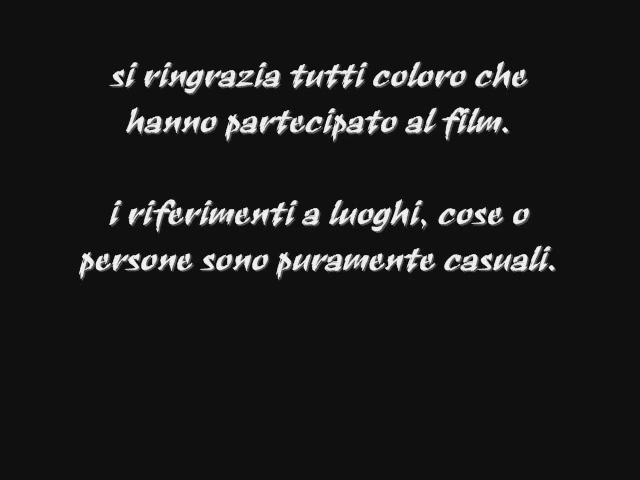 si ringrazia tutti coloro che
hanno partecipato al film.
i riferimenti a luoghi, cose o
persone sono puramente casuali.